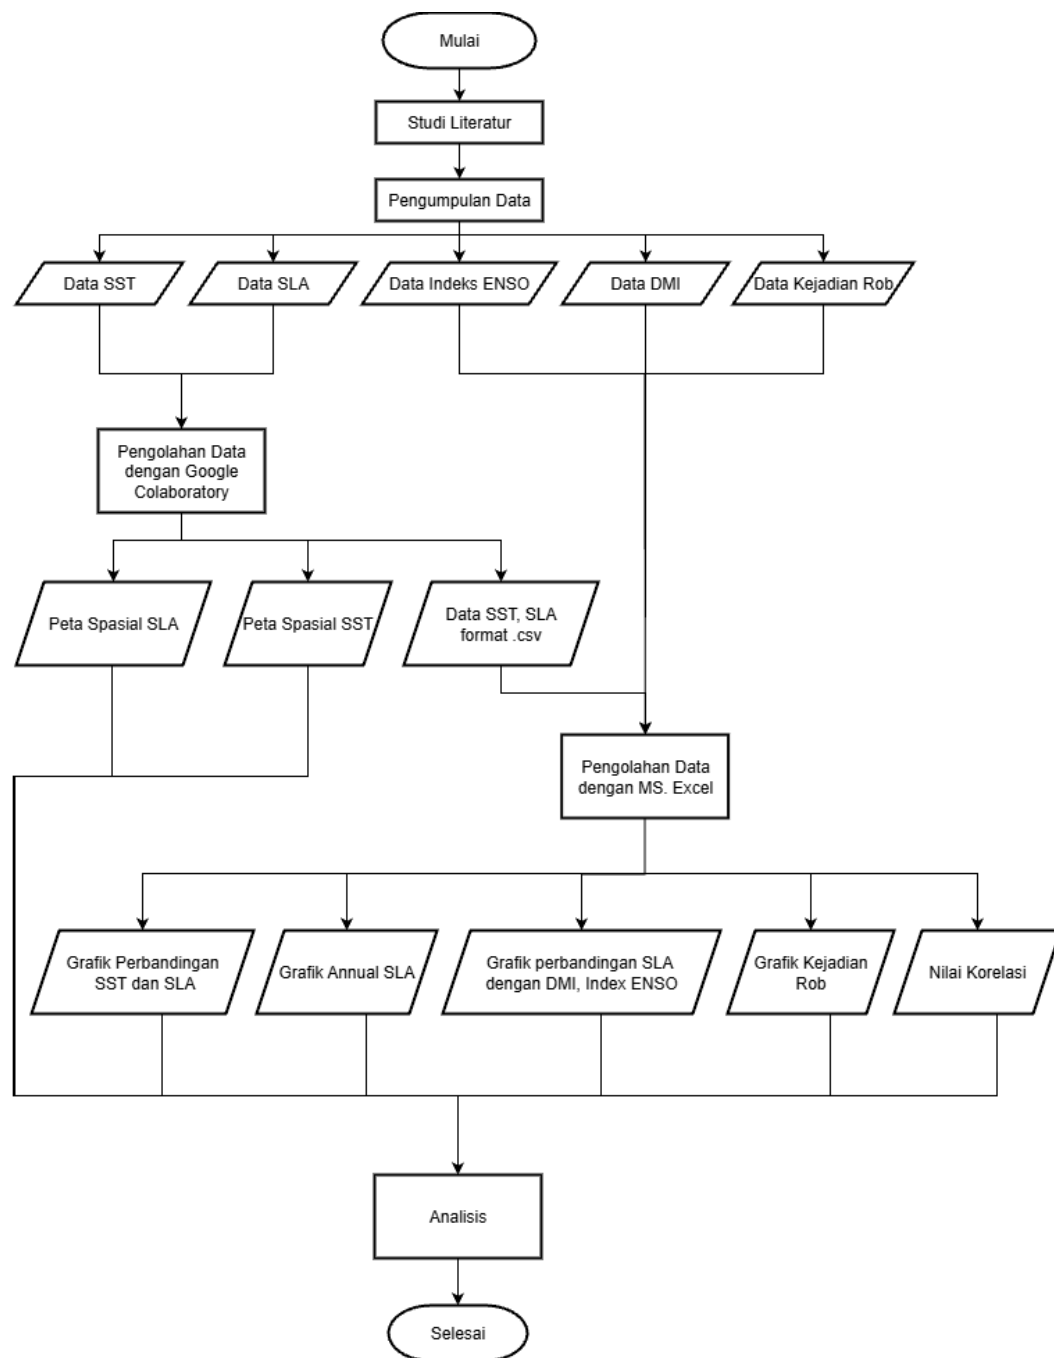 Mulai
Studi Literatur
Pengumpulan Data
Data SST
Data SLA
Data Indeks ENSO
Data DMI
Data Kejadian Rob
Pengolahan Data
dengan Google
Colaboratory
Peta Spasial SLA
Peta Spasial SST
Data SST, SLA
format .csv
Pengolahan Data
dengan MS. Excel
Grafik Perbandingan
SST dan SLA
Grafik Annual SLA
Grafik perbandingan SLA
dengan DMI, Index ENSO
Grafik Kejadian
Rob
Nilai Korelasi
Analisis
Selesai